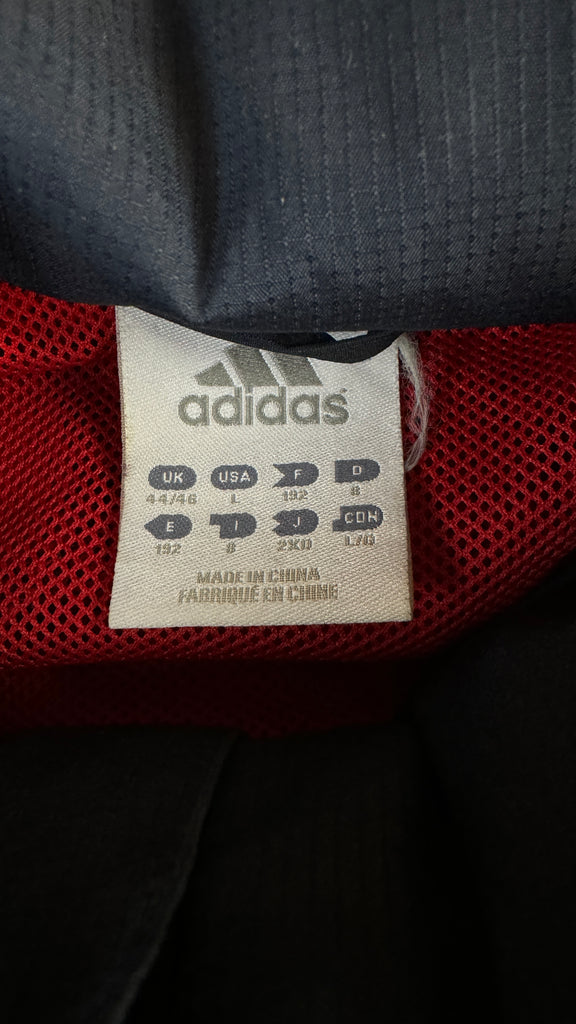 adidas
UK USA F D
44/46 L 192 8
E I J CDN
192 8 2XO L/G
MADE IN CHINA
FABRIQUÉ EN CHINE